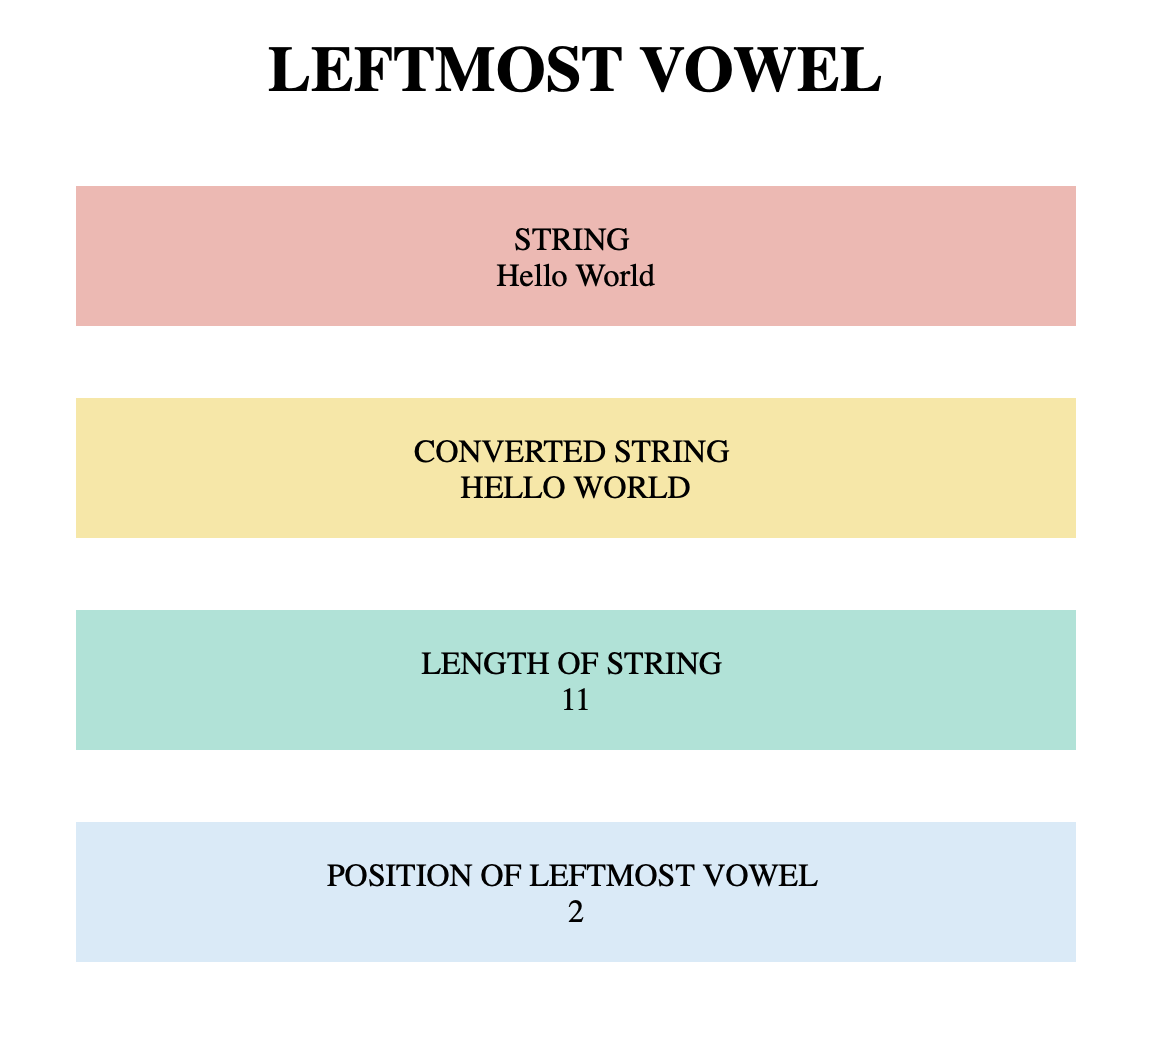 LEFTMOST VOWEL
STRING
Hello World
CONVERTED STRING
HELLO WORLD
LENGTH OF STRING
11
POSITION OF LEFTMOST VOWEL
2